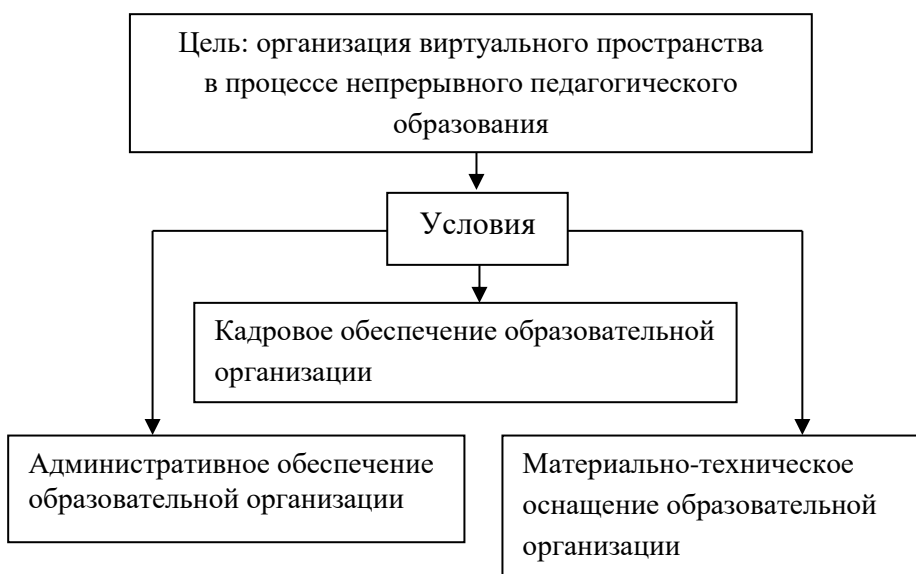 Цель: организация виртуального пространства
в процессе непрерывного педагогического
образования
Условия
Кадровое обеспечение образовательной
организации
Административное обеспечение
образовательной организации
Материально-техническое
оснащение образовательной
организации